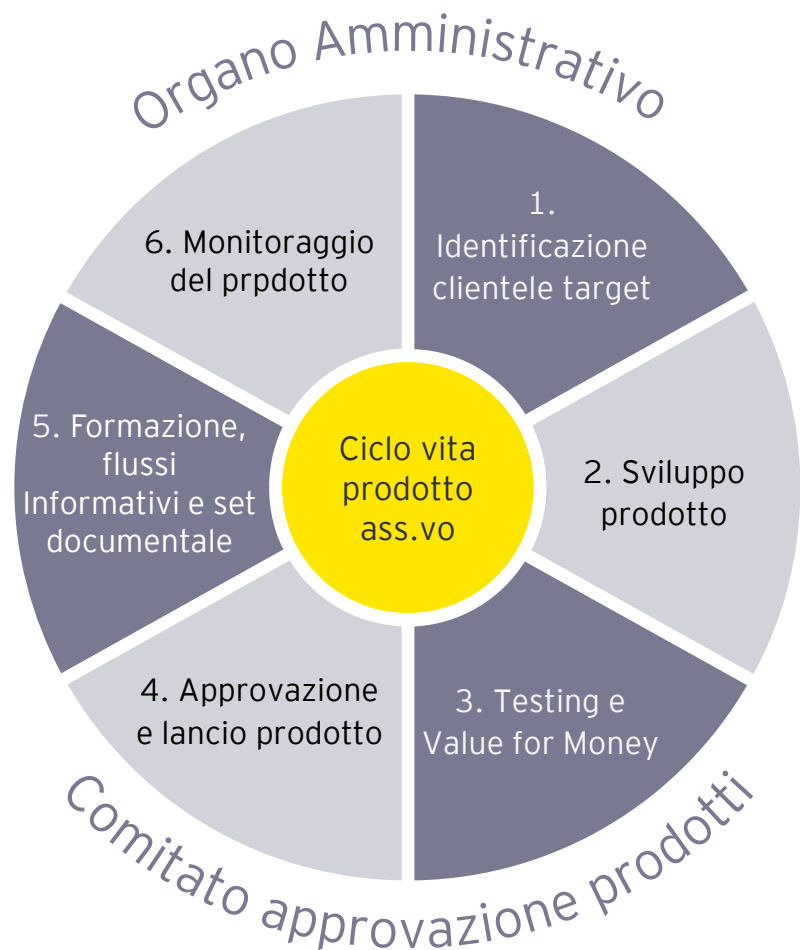 Organo Amministrativo
1.
Identificazione
clientele target
2. Sviluppo
prodotto
3. Testing e
Value for Money
4. Approvazione
e lancio prodotto
5. Formazione,
flussi
Informativi e set
documentale
6. Monitoraggio
del prpdotto
Ciclo vita
prodotto
ass.vo
Comitato approvazione prodotti